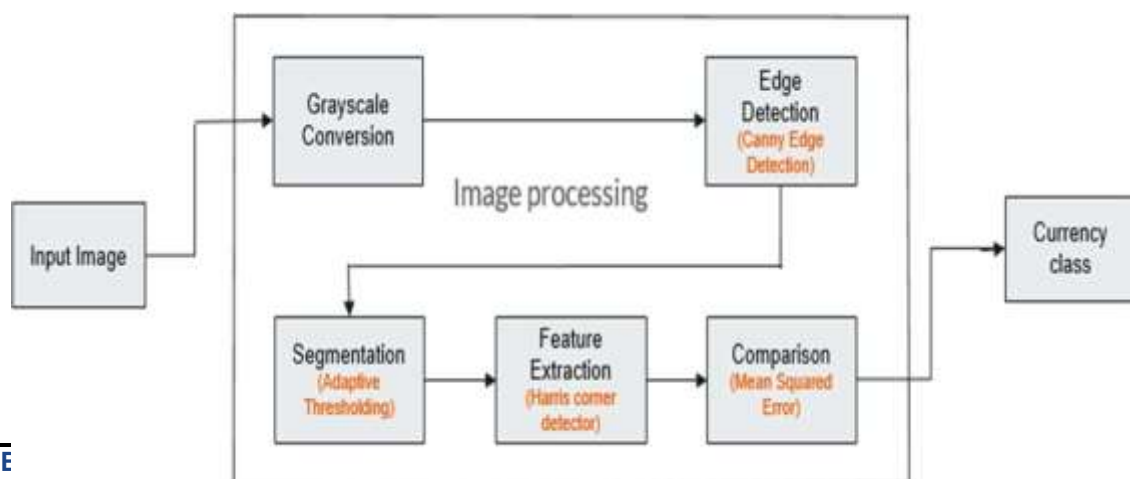 Input Image
Grayscale
Conversion
Edge
Detection
(Canny Edge
Detection)
Image processing
Segmentation
(Adaptive
Thresholding)
Feature
Extraction
(Harris corner
detector)
Comparison
(Mean Squared
Error)
Currency
class
E